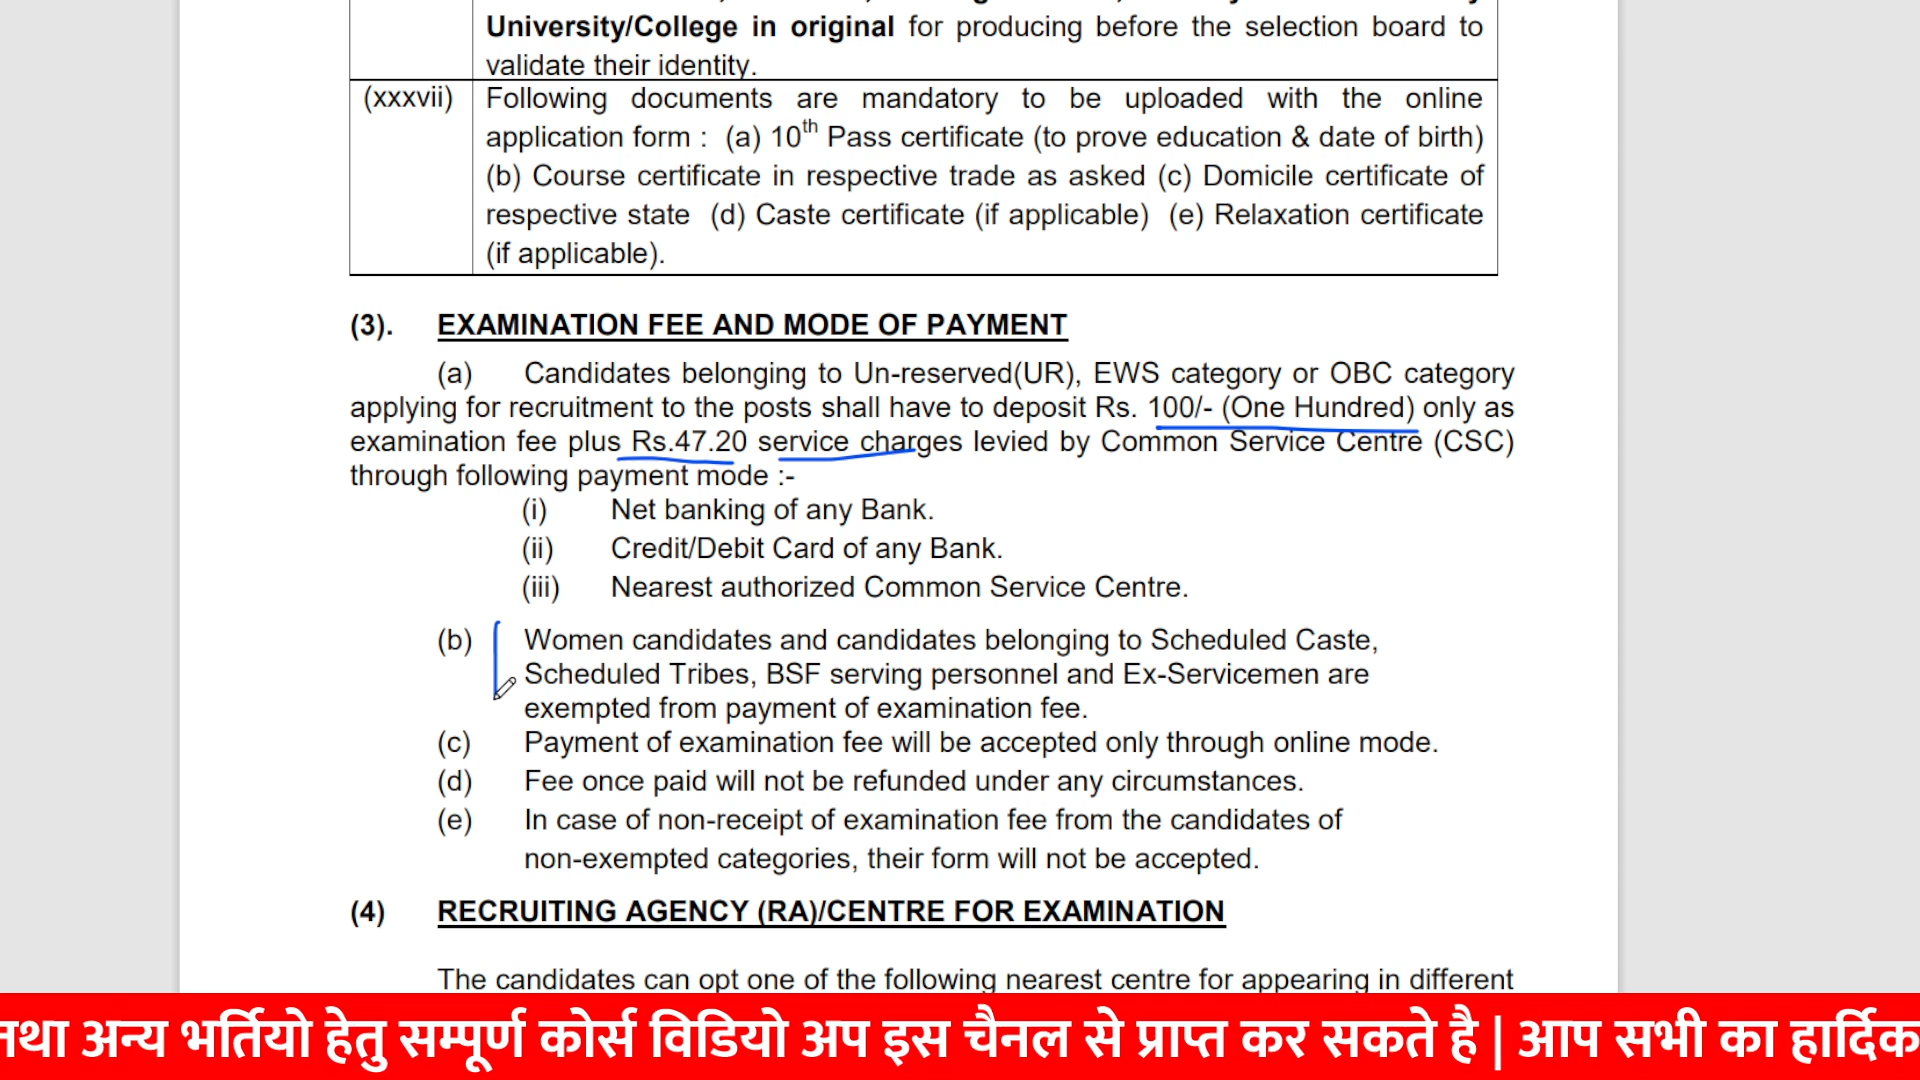 University/College in original for producing before the selection board to
validate their identity.
(xxxvii) Following documents are mandatory to be uploaded with the online
application form : (a) 10th Pass certificate (to prove education & date of birth)
(b) Course certificate in respective trade as asked (c) Domicile certificate of
respective state (d) Caste certificate (if applicable) (e) Relaxation certificate
(if applicable).
(3). EXAMINATION FEE AND MODE OF PAYMENT
(a) Candidates belonging to Un-reserved(UR), EWS category or OBC category
applying for recruitment to the posts shall have to deposit Rs. 100/- (One Hundred) only as
examination fee plus Rs.47.20 service charges levied by Common Service Centre (CSC)
through following payment mode :-
(i) Net banking of any Bank.
(ii) Credit/Debit Card of any Bank.
(iii) Nearest authorized Common Service Centre.
(b) Women candidates and candidates belonging to Scheduled Caste,
Scheduled Tribes, BSF serving personnel and Ex-Servicemen are
exempted from payment of examination fee.
(c) Payment of examination fee will be accepted only through online mode.
(d) Fee once paid will not be refunded under any circumstances.
(e) In case of non-receipt of examination fee from the candidates of
non-exempted categories, their form will not be accepted.
(4) RECRUITING AGENCY (RA)/CENTRE FOR EXAMINATION
The candidates can opt one of the following nearest centre for appearing in different
तथा अन्य भर्तियो हेतु सम्पूर्ण कोर्स विडियो अप इस चैनल से प्राप्त कर सकते है | आप सभी का हार्दिक